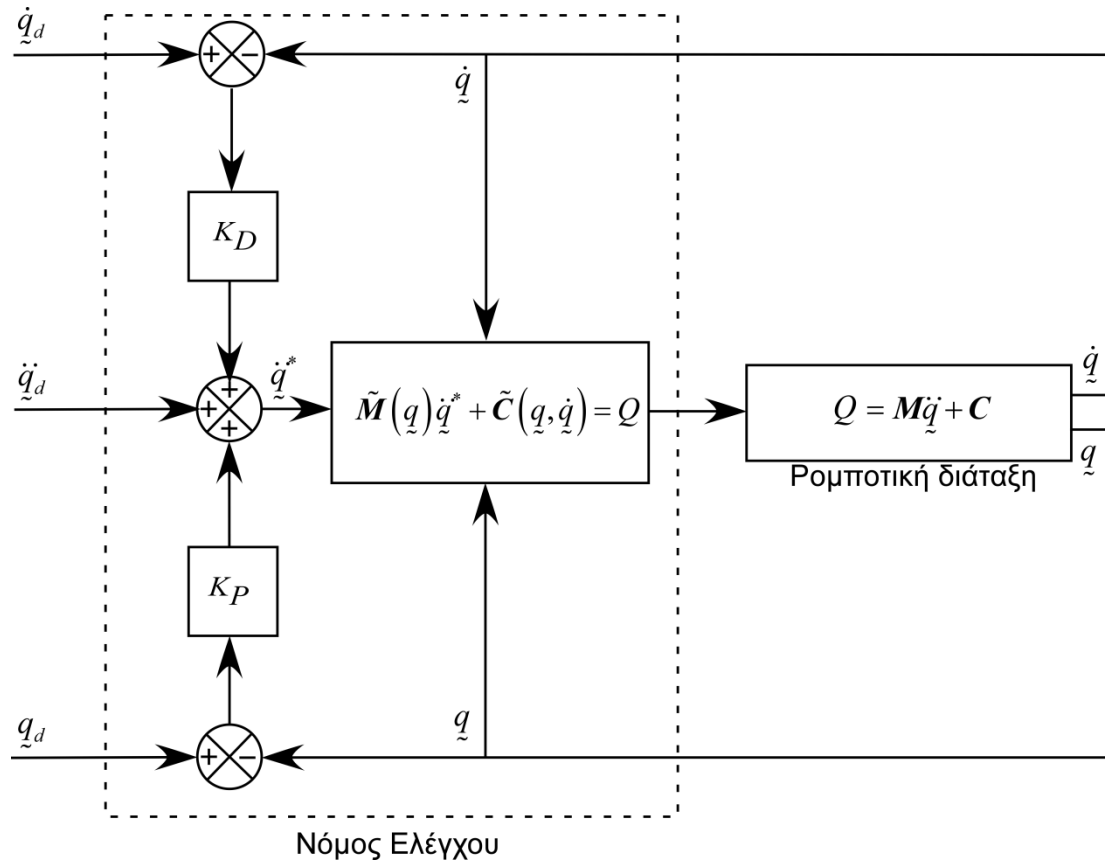 q̇_d
+ −
q̇
K_D
q̈_d
+
+
+
q̈*
M̃(q)q̈* + C̃(q, q̇) = Q
Q = Mq̈ + C
q̇
q
Ρομποτική διάταξη
K_P
q_d
+ −
q
Νόμος Ελέγχου